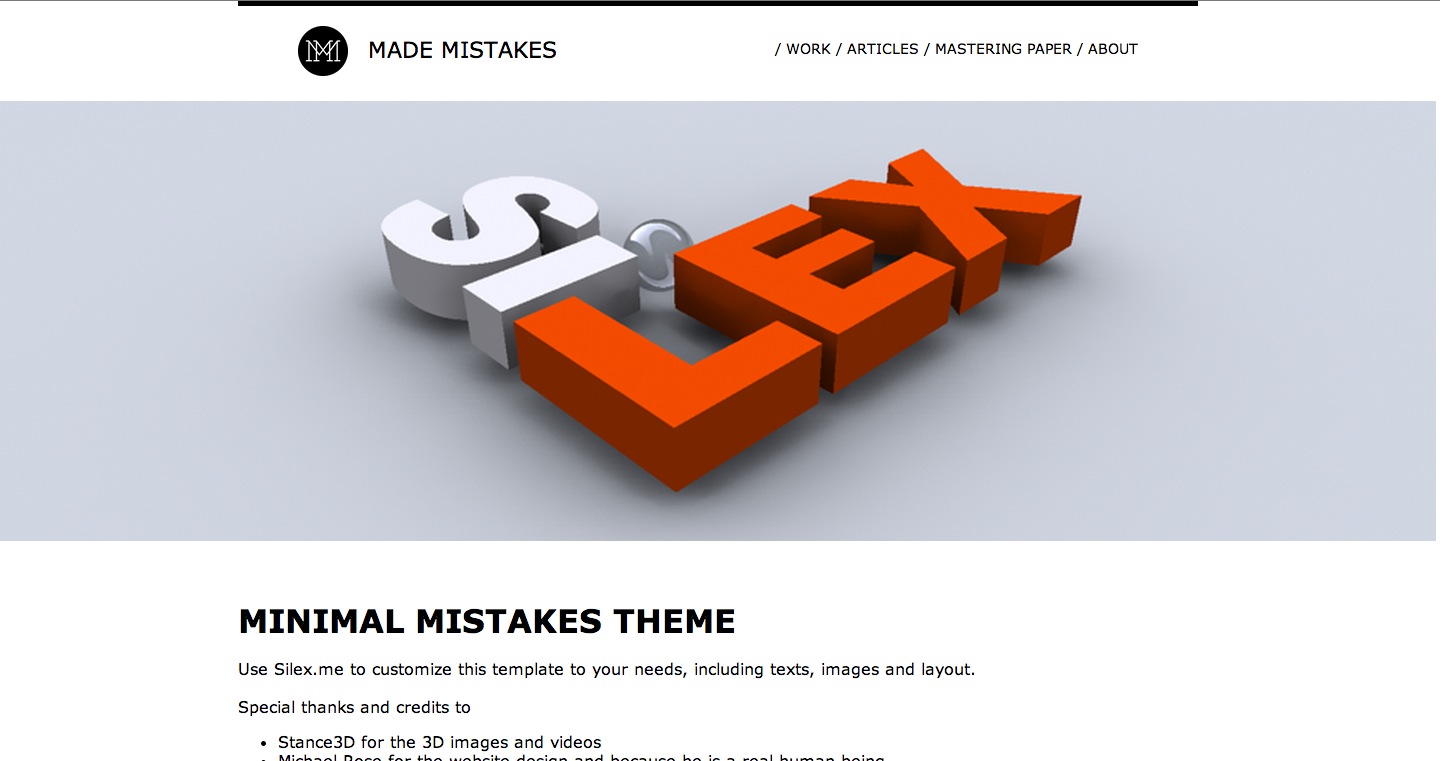 MM
MADE MISTAKES
/ WORK / ARTICLES / MASTERING PAPER / ABOUT
SILEX
MINIMAL MISTAKES THEME
Use Silex.me to customize this template to your needs, including texts, images and layout.
Special thanks and credits to
• Stance3D for the 3D images and videos
• Michael Rose for the website design and because he is a real human being